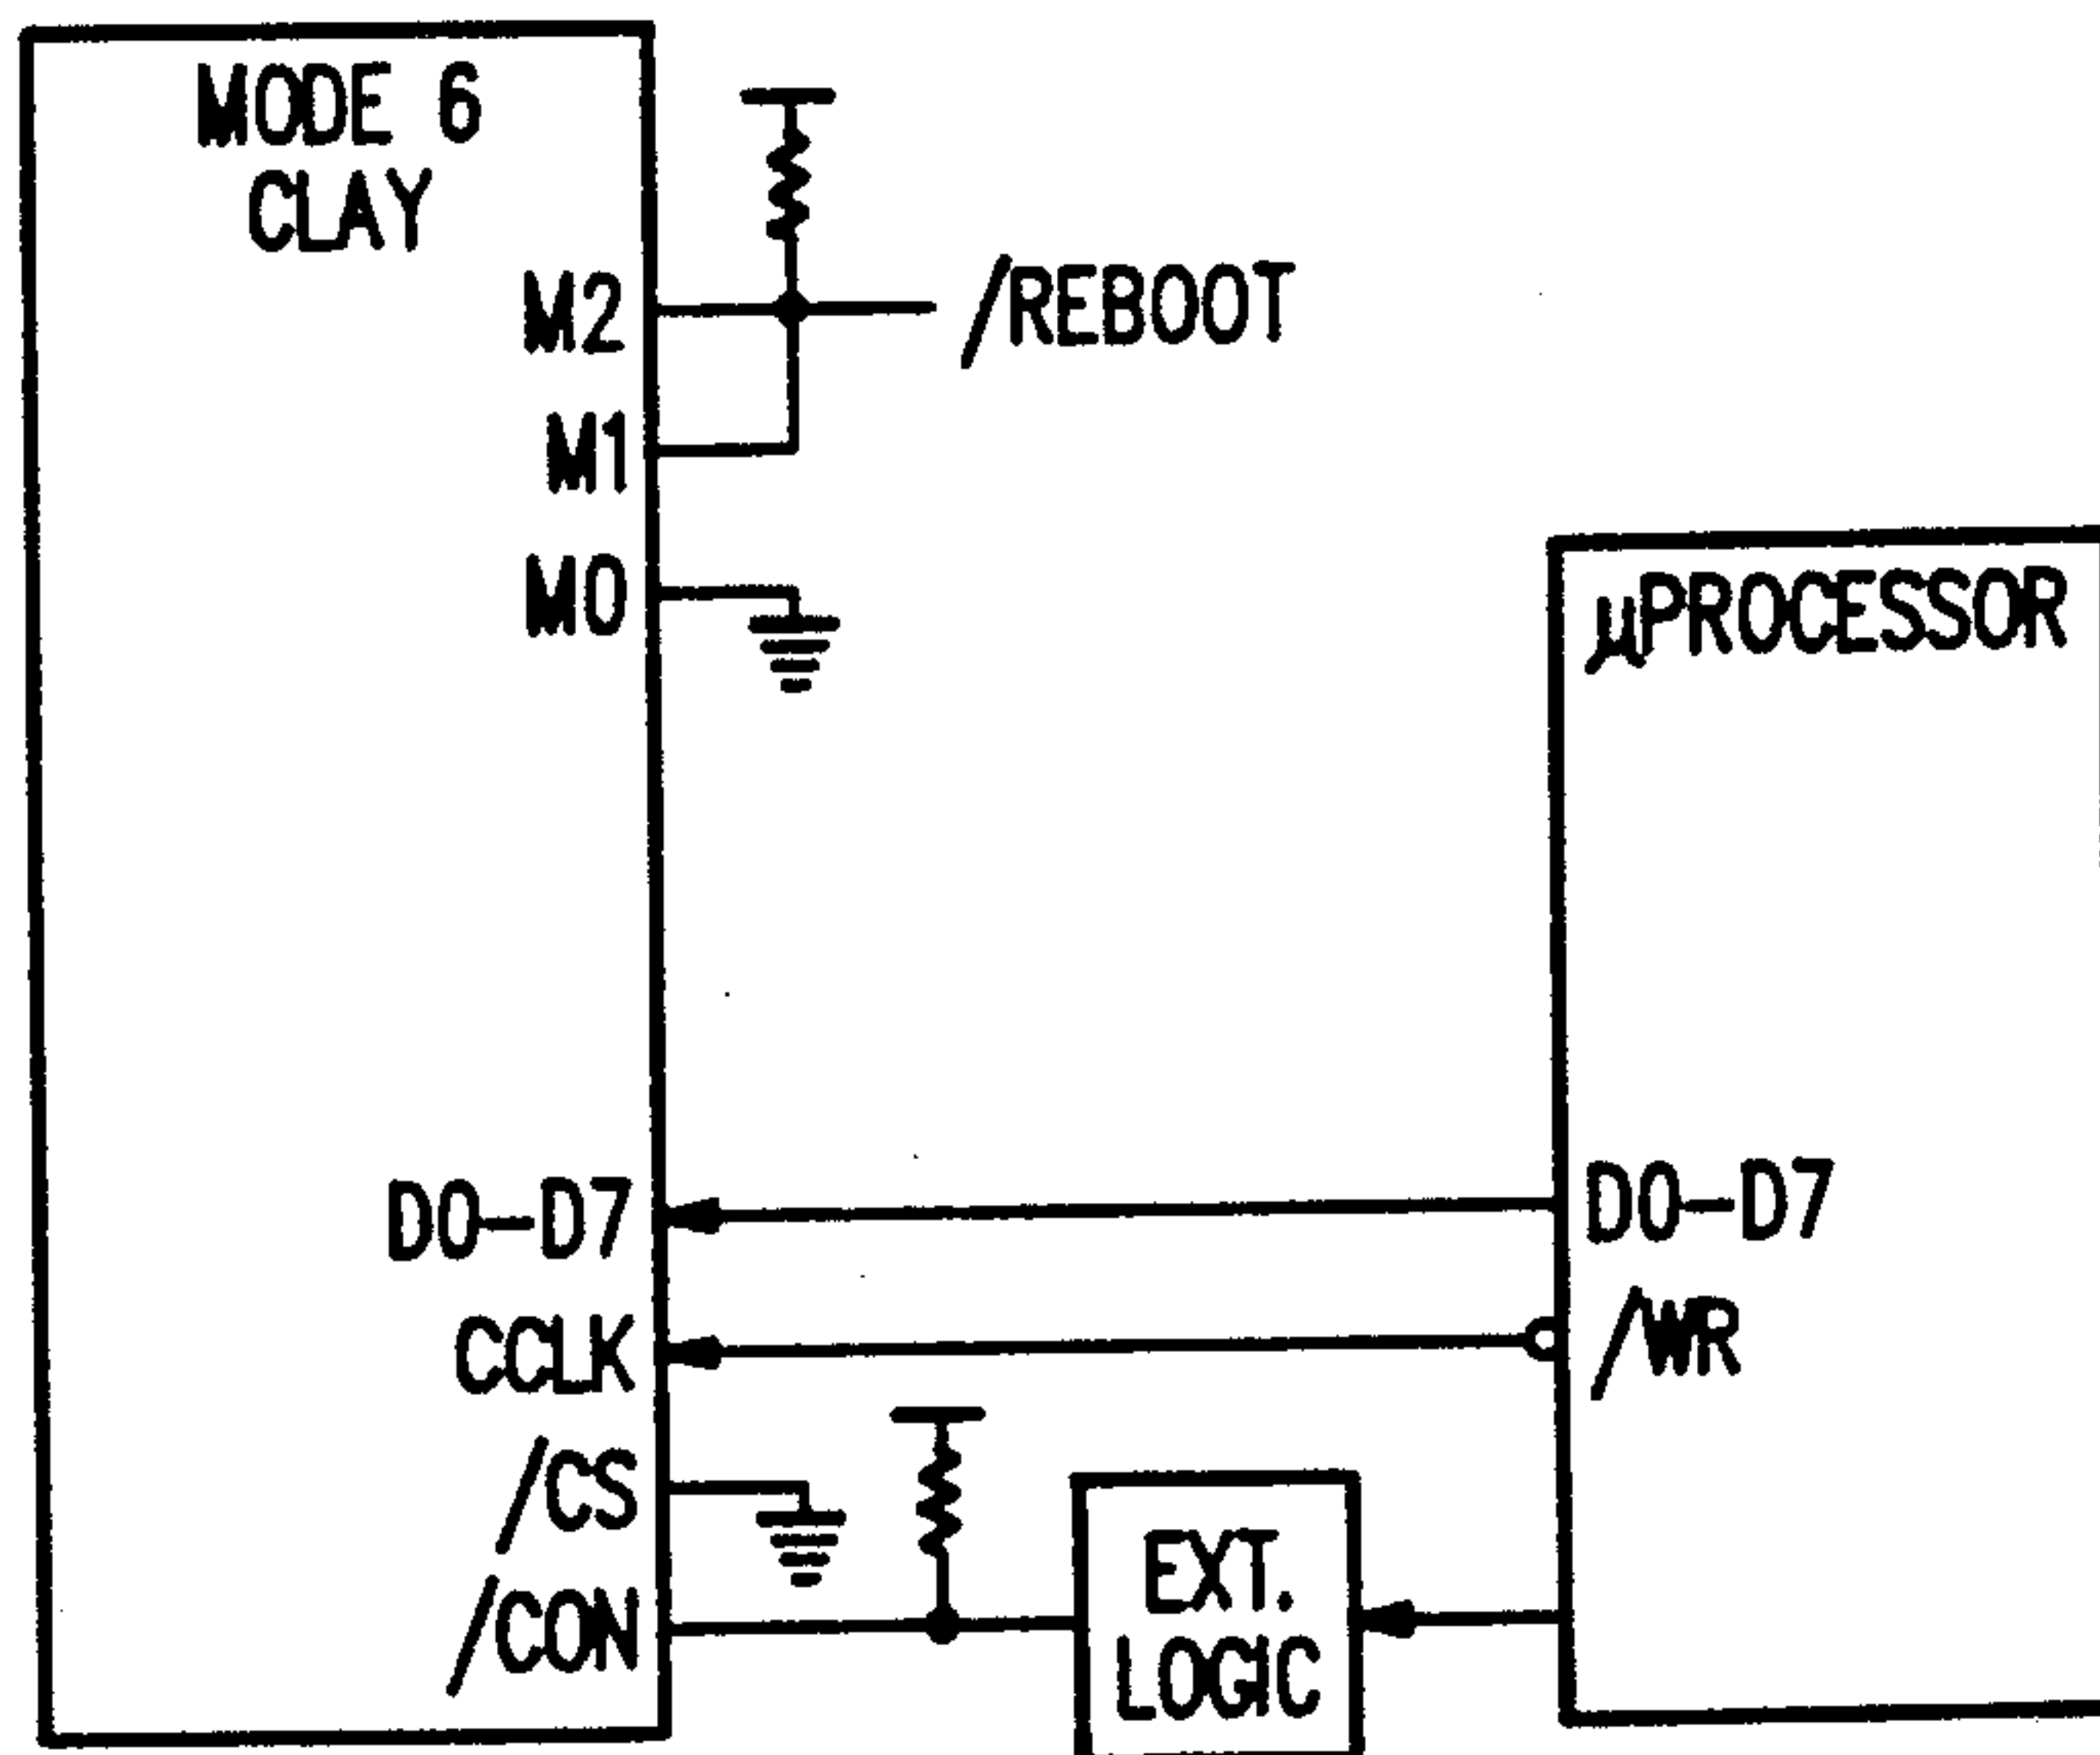 MODE 6
CLAY
M2
/REBOOT
M1
M0
µPROCESSOR
D0-D7
D0-D7
CCLK
/WR
/CS
/CON
EXT.
LOGIC